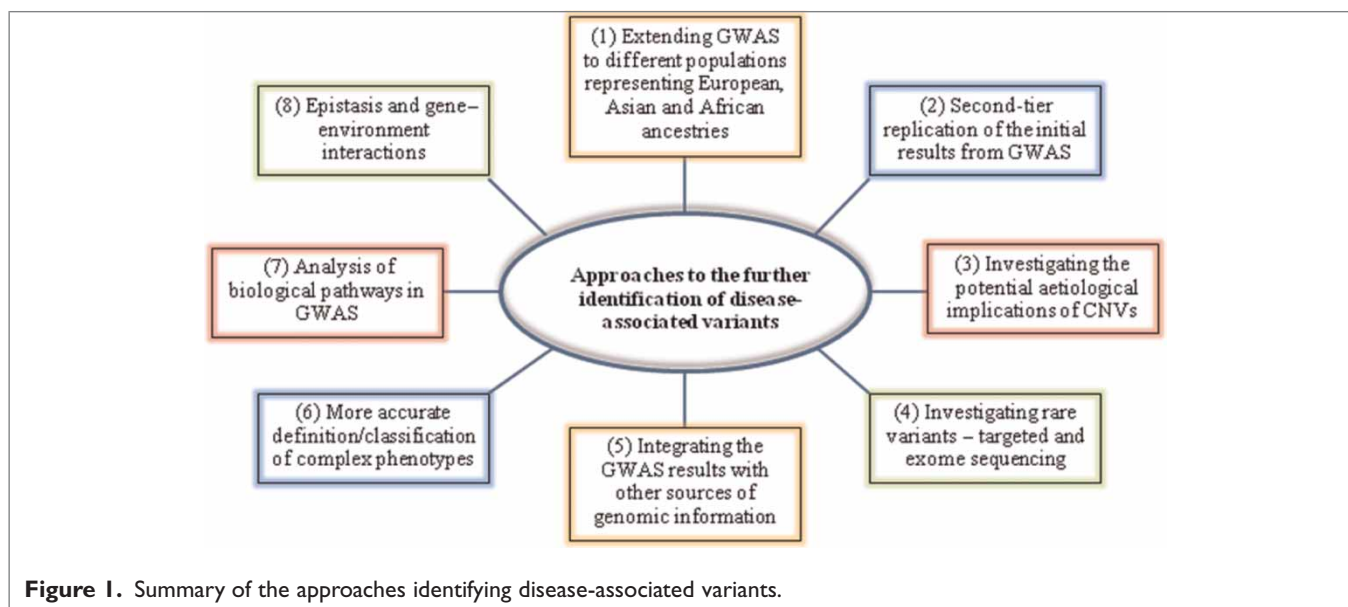 (1) Extending GWAS
to different populations
representing European,
Asian and African
ancestries
(2) Second-tier
replication of the initial
results from GWAS
(3) Investigating the
potential aetiological
implications of CNVs
(4) Investigating rare
variants – targeted and
exome sequencing
(5) Integrating the
GWAS results with
other sources of
genomic information
(6) More accurate
definition/classification
of complex phenotypes
(7) Analysis of
biological pathways in
GWAS
(8) Epistasis and gene–
environment
interactions
Approaches to the further
identification of disease-
associated variants
Figure 1. Summary of the approaches identifying disease-associated variants.